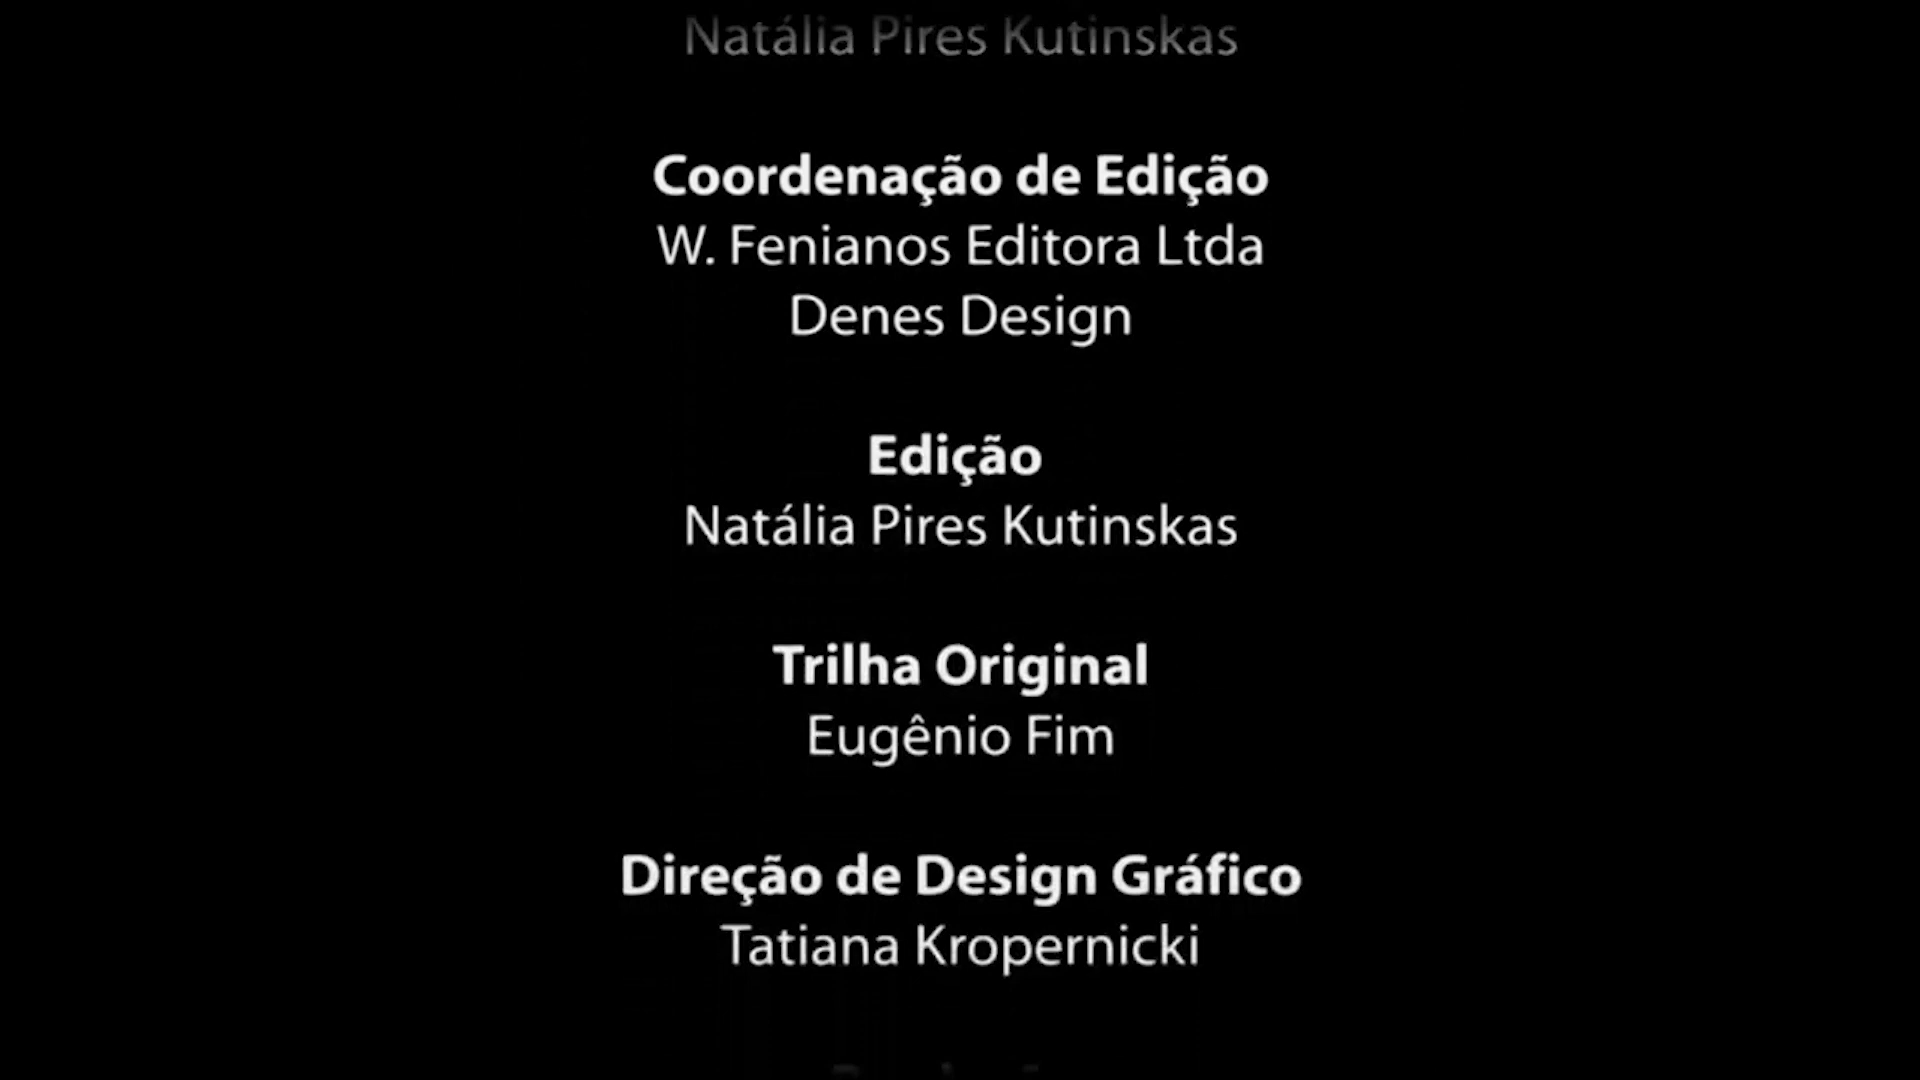 Natália Pires Kutinskas
Coordenação de Edição
W. Fenianos Editora Ltda
Denes Design
Edição
Natália Pires Kutinskas
Trilha Original
Eugênio Fim
Direção de Design Gráfico
Tatiana Kropernicki